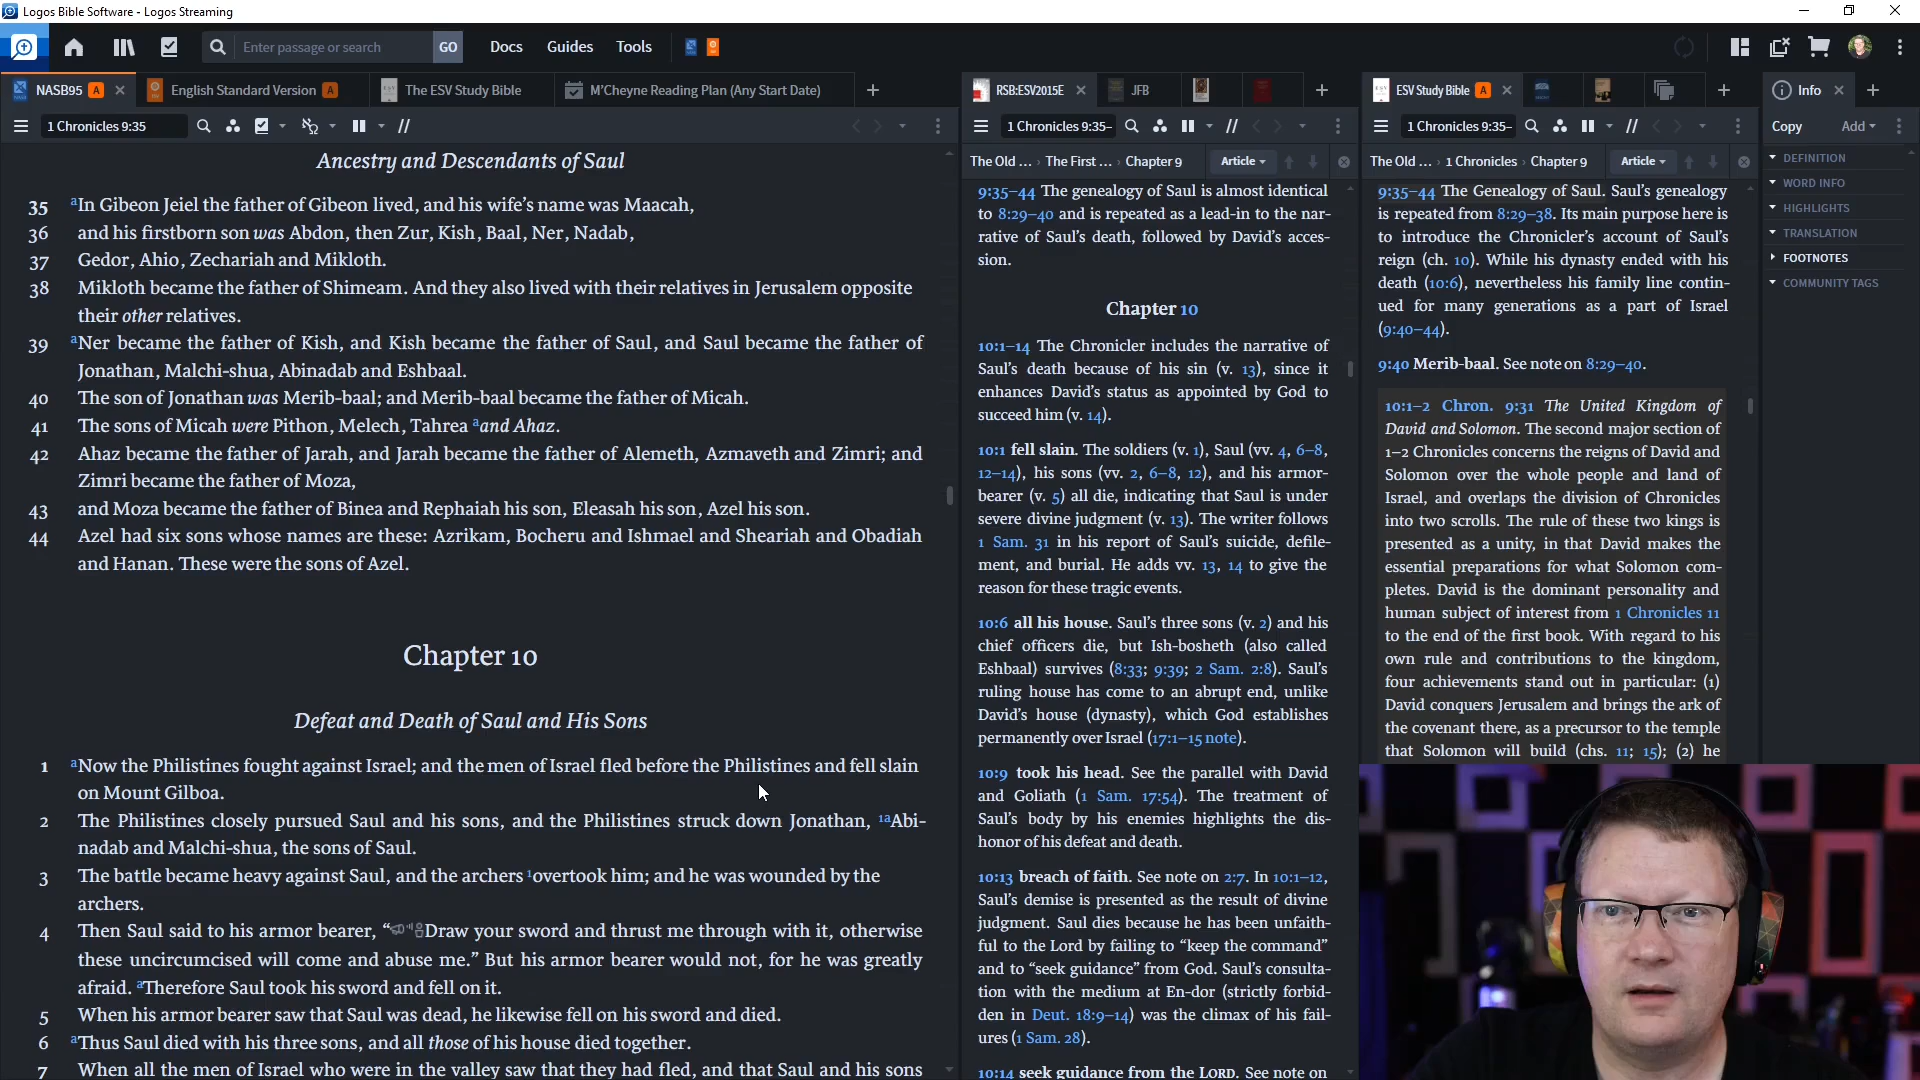 Logos Bible Software - Logos Streaming
Enter passage or search
GO
Docs
Guides
Tools
NASB95 A
English Standard Version A
The ESV Study Bible
M'Cheyne Reading Plan (Any Start Date)
1 Chronicles 9:35
Ancestry and Descendants of Saul
35 aIn Gibeon Jeiel the father of Gibeon lived, and his wife's name was Maacah,
36 and his firstborn son was Abdon, then Zur, Kish, Baal, Ner, Nadab,
37 Gedor, Ahio, Zechariah and Mikloth.
38 Mikloth became the father of Shimeam. And they also lived with their relatives in Jerusalem opposite
their other relatives.
39 aNer became the father of Kish, and Kish became the father of Saul, and Saul became the father of
Jonathan, Malchi-shua, Abinadab and Eshbaal.
40 The son of Jonathan was Merib-baal; and Merib-baal became the father of Micah.
41 The sons of Micah were Pithon, Melech, Tahrea aand Ahaz.
42 Ahaz became the father of Jarah, and Jarah became the father of Alemeth, Azmaveth and Zimri; and
Zimri became the father of Moza,
43 and Moza became the father of Binea and Rephaiah his son, Eleasah his son, Azel his son.
44 Azel had six sons whose names are these: Azrikam, Bocheru and Ishmael and Sheariah and Obadiah
and Hanan. These were the sons of Azel.
Chapter 10
Defeat and Death of Saul and His Sons
1 aNow the Philistines fought against Israel; and the men of Israel fled before the Philistines and fell slain
on Mount Gilboa.
2 The Philistines closely pursued Saul and his sons, and the Philistines struck down Jonathan, 1aAbi-
nadab and Malchi-shua, the sons of Saul.
3 The battle became heavy against Saul, and the archers 1overtook him; and he was wounded by the
archers.
4 Then Saul said to his armor bearer, “Draw your sword and thrust me through with it, otherwise
these uncircumcised will come and abuse me.” But his armor bearer would not, for he was greatly
afraid. aTherefore Saul took his sword and fell on it.
5 When his armor bearer saw that Saul was dead, he likewise fell on his sword and died.
6 aThus Saul died with his three sons, and all those of his house died together.
7 When all the men of Israel who were in the valley saw that they had fled, and that Saul and his sons
RSB:ESV2015E
JFB
1 Chronicles 9:35–
The Old ... › The First ... › Chapter 9
Article
9:35–44 The genealogy of Saul is almost identical
to 8:29–40 and is repeated as a lead-in to the nar-
rative of Saul's death, followed by David's acces-
sion.
Chapter 10
10:1–14 The Chronicler includes the narrative of
Saul's death because of his sin (v. 13), since it
enhances David's status as appointed by God to
succeed him (v. 14).
10:1 fell slain. The soldiers (v. 1), Saul (vv. 4, 6–8,
12–14), his sons (vv. 2, 6–8, 12), and his armor-
bearer (v. 5) all die, indicating that Saul is under
severe divine judgment (v. 13). The writer follows
1 Sam. 31 in his report of Saul's suicide, defile-
ment, and burial. He adds vv. 13, 14 to give the
reason for these tragic events.
10:6 all his house. Saul's three sons (v. 2) and his
chief officers die, but Ish-bosheth (also called
Eshbaal) survives (8:33; 9:39; 2 Sam. 2:8). Saul's
ruling house has come to an abrupt end, unlike
David's house (dynasty), which God establishes
permanently over Israel (17:1–15 note).
10:9 took his head. See the parallel with David
and Goliath (1 Sam. 17:54). The treatment of
Saul's body by his enemies highlights the dis-
honor of his defeat and death.
10:13 breach of faith. See note on 2:7. In 10:1–12,
Saul's demise is presented as the result of divine
judgment. Saul dies because he has been unfaith-
ful to the Lord by failing to “keep the command”
and to “seek guidance” from God. Saul's consulta-
tion with the medium at En-dor (strictly forbid-
den in Deut. 18:9–14) was the climax of his fail-
ures (1 Sam. 28).
10:14 seek guidance from the LORD. See note on
ESV Study Bible A
1 Chronicles 9:35–
The Old ... › 1 Chronicles › Chapter 9
Article
9:35–44 The Genealogy of Saul. Saul's genealogy
is repeated from 8:29–38. Its main purpose here is
to introduce the Chronicler's account of Saul's
reign (ch. 10). While his dynasty ended with his
death (10:6), nevertheless his family line contin-
ued for many generations as a part of Israel
(9:40–44).
9:40 Merib-baal. See note on 8:29–40.
10:1–2 Chron. 9:31 The United Kingdom of
David and Solomon. The second major section of
1–2 Chronicles concerns the reigns of David and
Solomon over the whole people and land of
Israel, and overlaps the division of Chronicles
into two scrolls. The rule of these two kings is
presented as a unity, in that David makes the
essential preparations for what Solomon com-
pletes. David is the dominant personality and
human subject of interest from 1 Chronicles 11
to the end of the first book. With regard to his
own rule and contributions to the kingdom,
four achievements stand out in particular: (1)
David conquers Jerusalem and brings the ark of
the covenant there, as a precursor to the temple
that Solomon will build (chs. 11; 15); (2) he
Info
Copy
Add
DEFINITION
WORD INFO
HIGHLIGHTS
TRANSLATION
FOOTNOTES
COMMUNITY TAGS